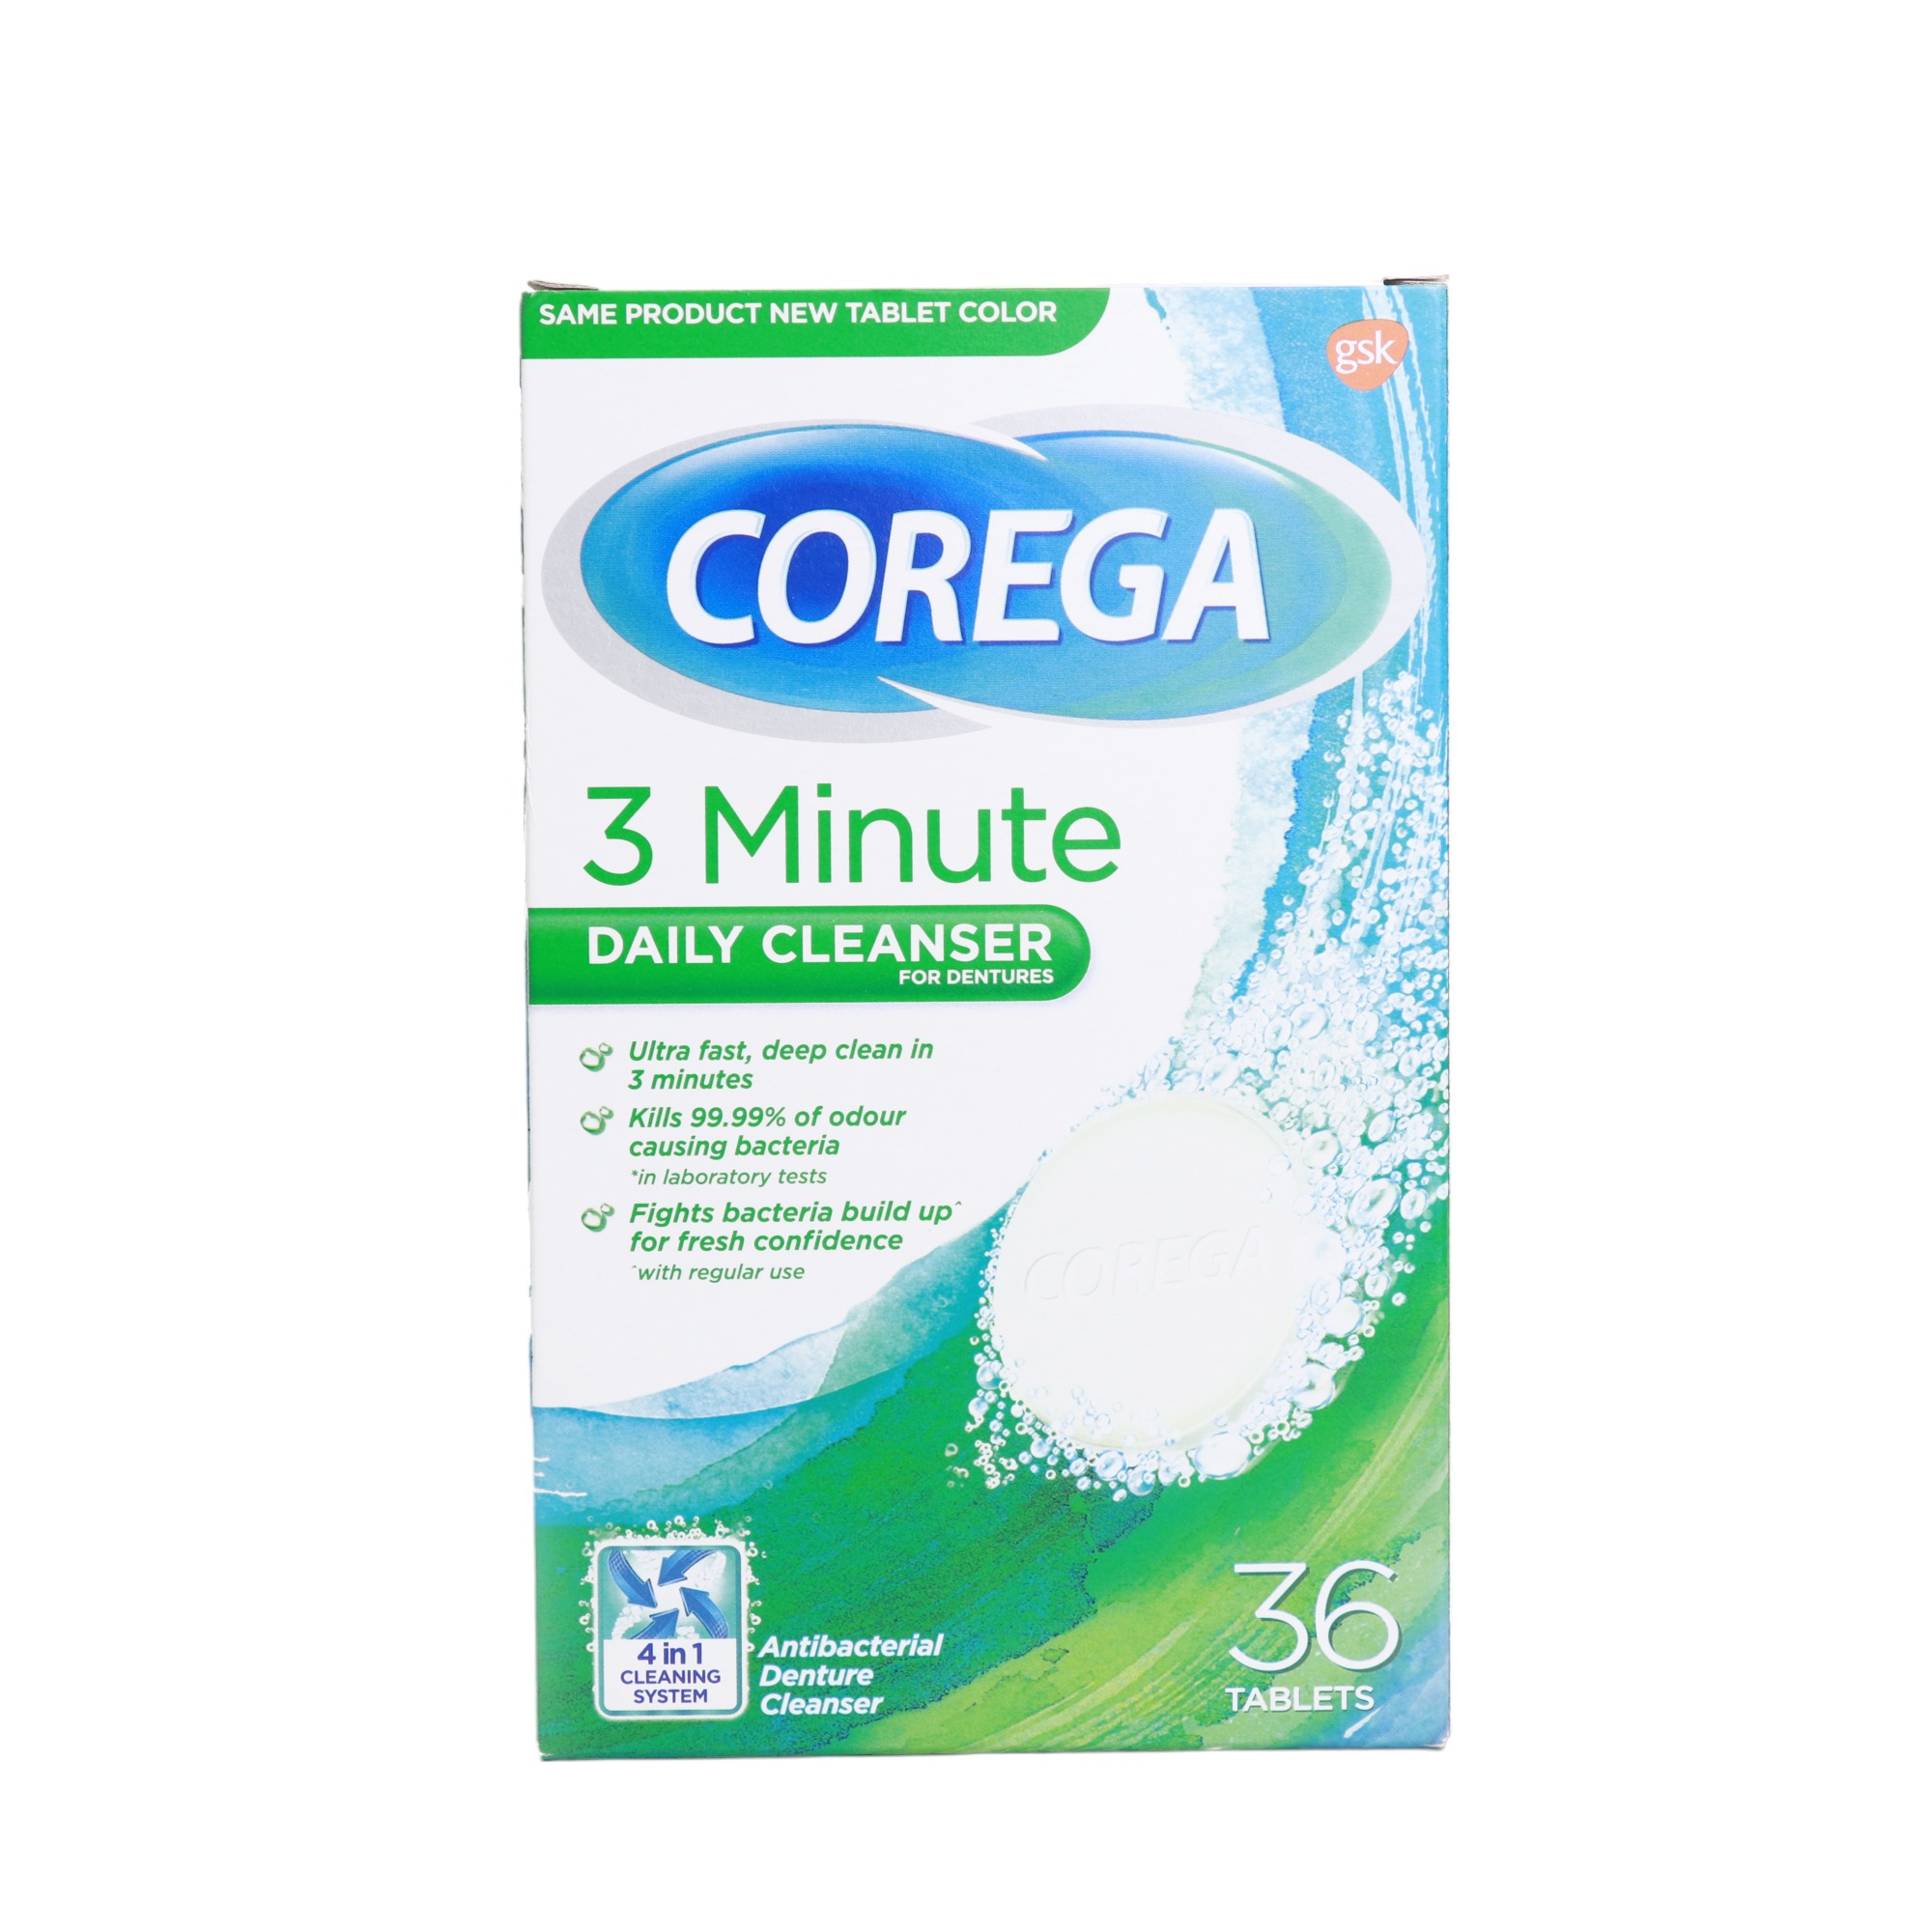 SAME PRODUCT NEW TABLET COLOR
gsk
COREGA
3 Minute
DAILY CLEANSER
FOR DENTURES
Ultra fast, deep clean in
3 minutes
Kills 99.99% of odour
causing bacteria
*in laboratory tests
Fights bacteria build up^
for fresh confidence
^with regular use
COREGA
4 in 1
CLEANING
SYSTEM
Antibacterial
Denture
Cleanser
36
TABLETS